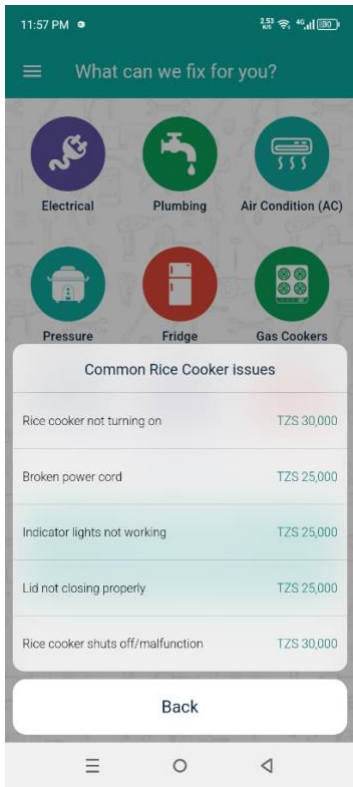 11:57 PM
2.53 K/S 4G 30
What can we fix for you?
Electrical Plumbing Air Condition (AC)
Pressure Fridge Gas Cookers
Common Rice Cooker issues
Rice cooker not turning on TZS 30,000
Broken power cord TZS 25,000
Indicator lights not working TZS 25,000
Lid not closing properly TZS 25,000
Rice cooker shuts off/malfunction TZS 30,000
Back